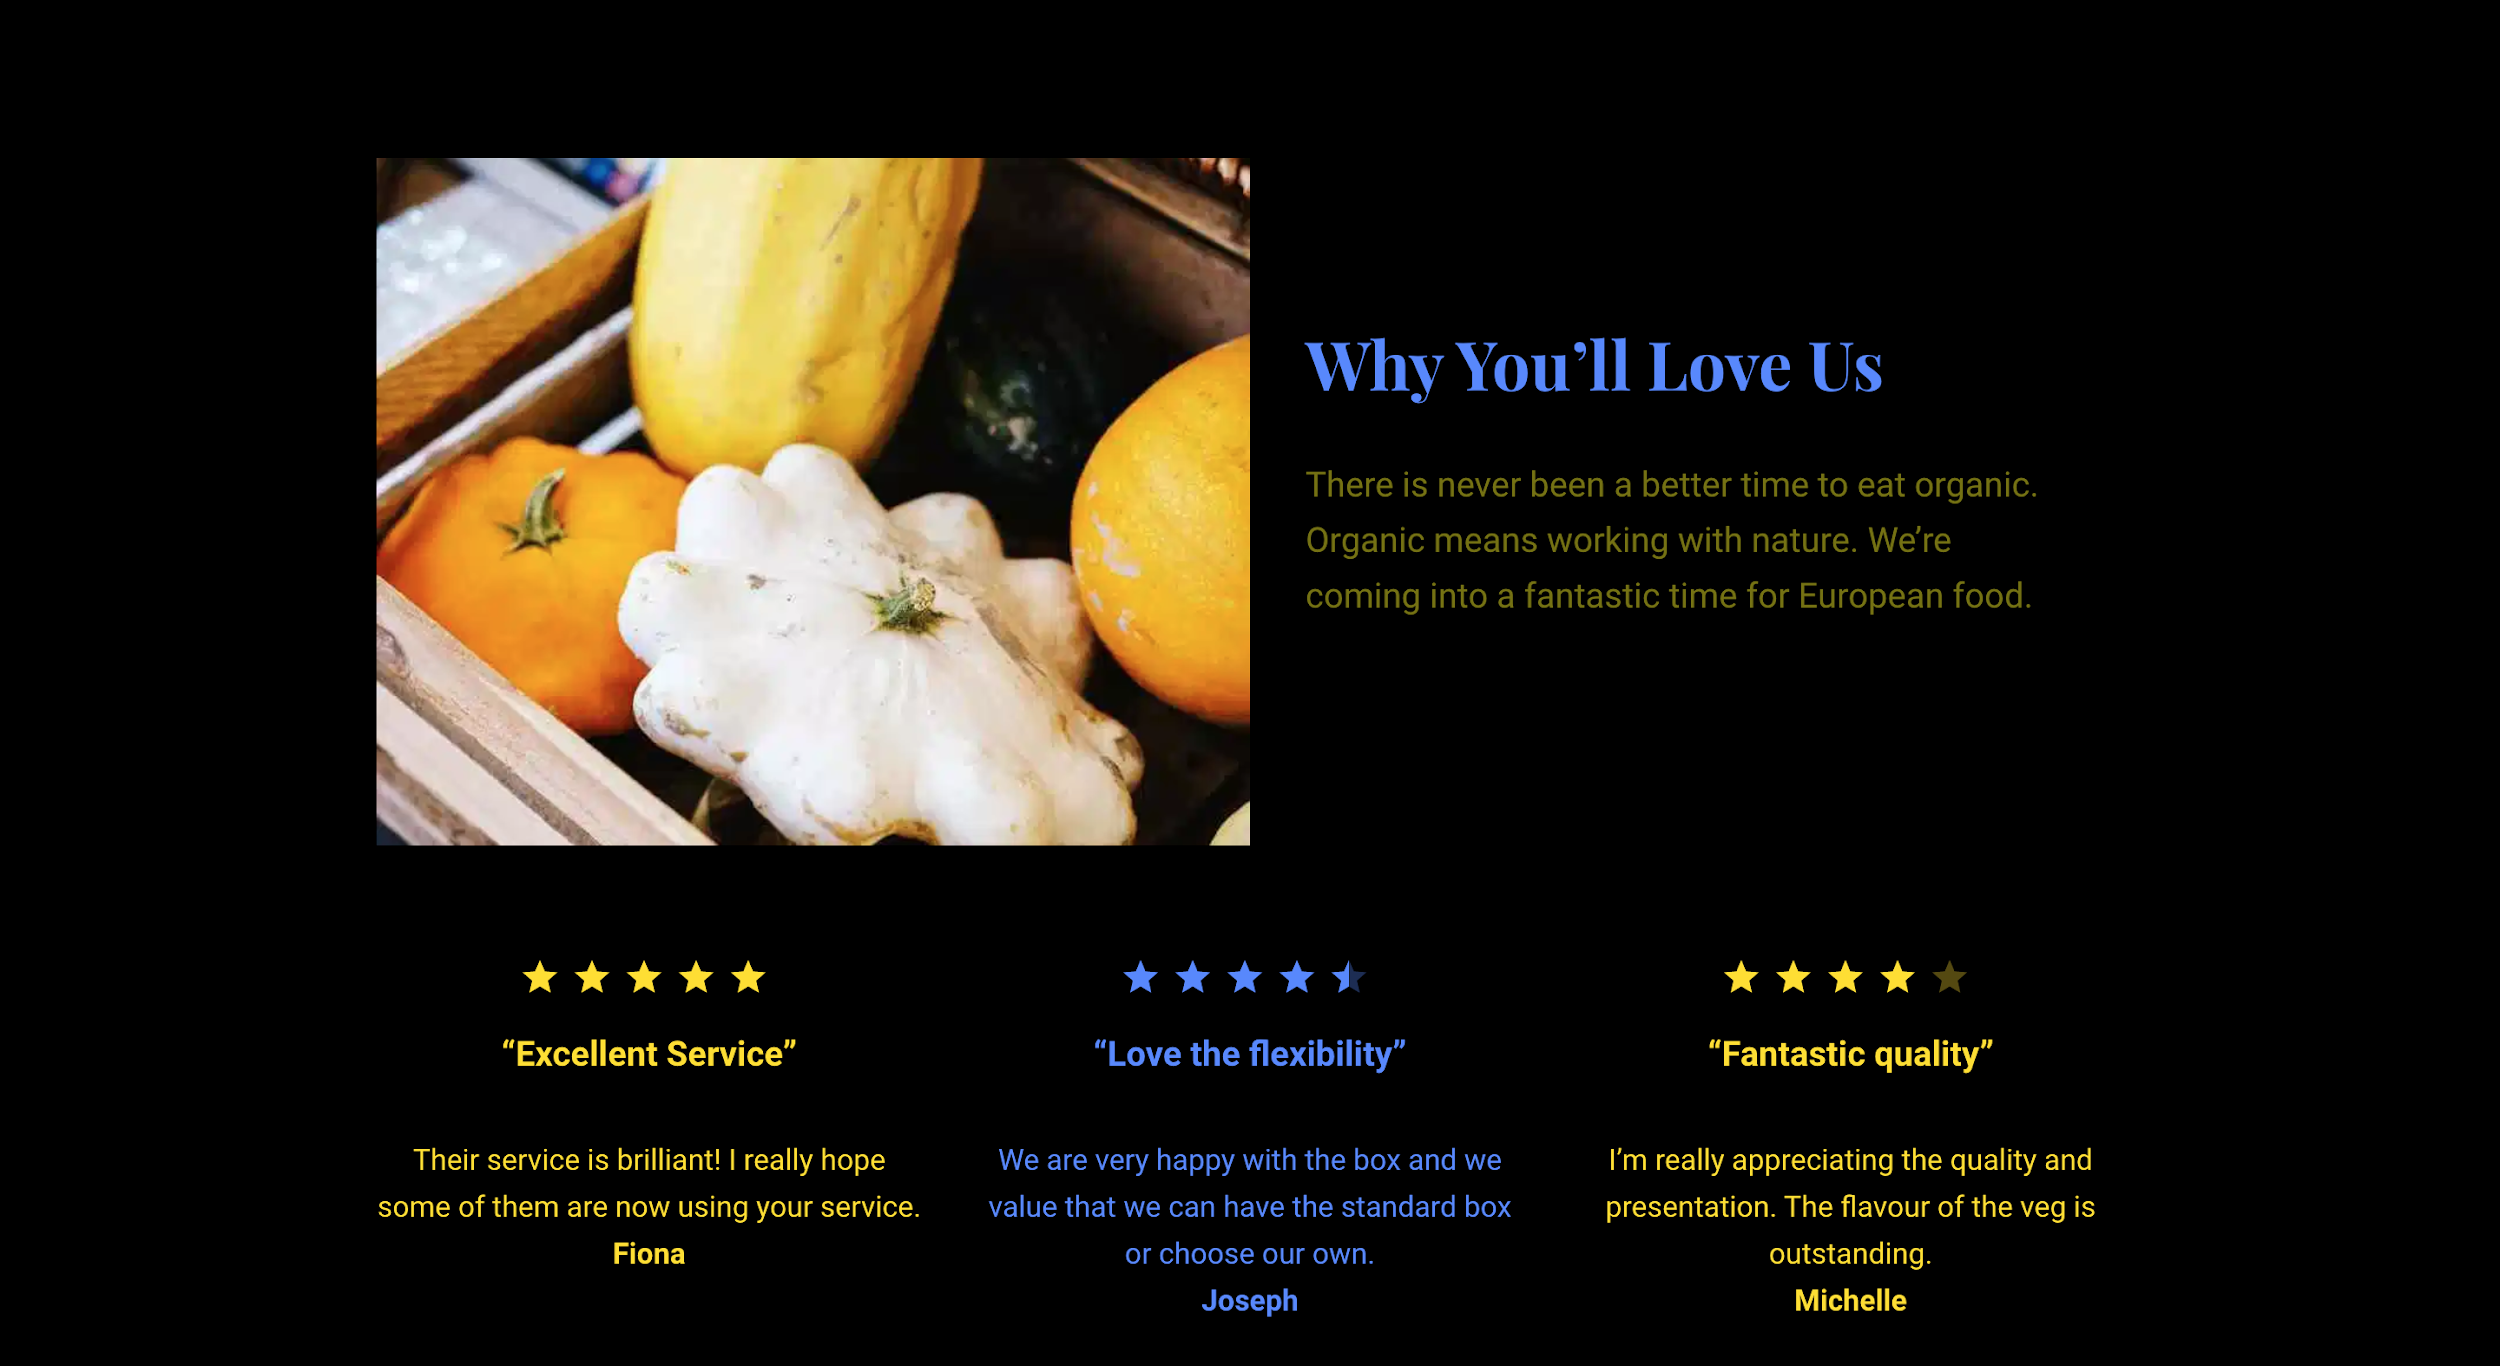 Why You’ll Love Us
There is never been a better time to eat organic.
Organic means working with nature. We’re
coming into a fantastic time for European food.
“Excellent Service”
Their service is brilliant! I really hope
some of them are now using your service.
Fiona
“Love the flexibility”
We are very happy with the box and we
value that we can have the standard box
or choose our own.
Joseph
“Fantastic quality”
I’m really appreciating the quality and
presentation. The flavour of the veg is
outstanding.
Michelle